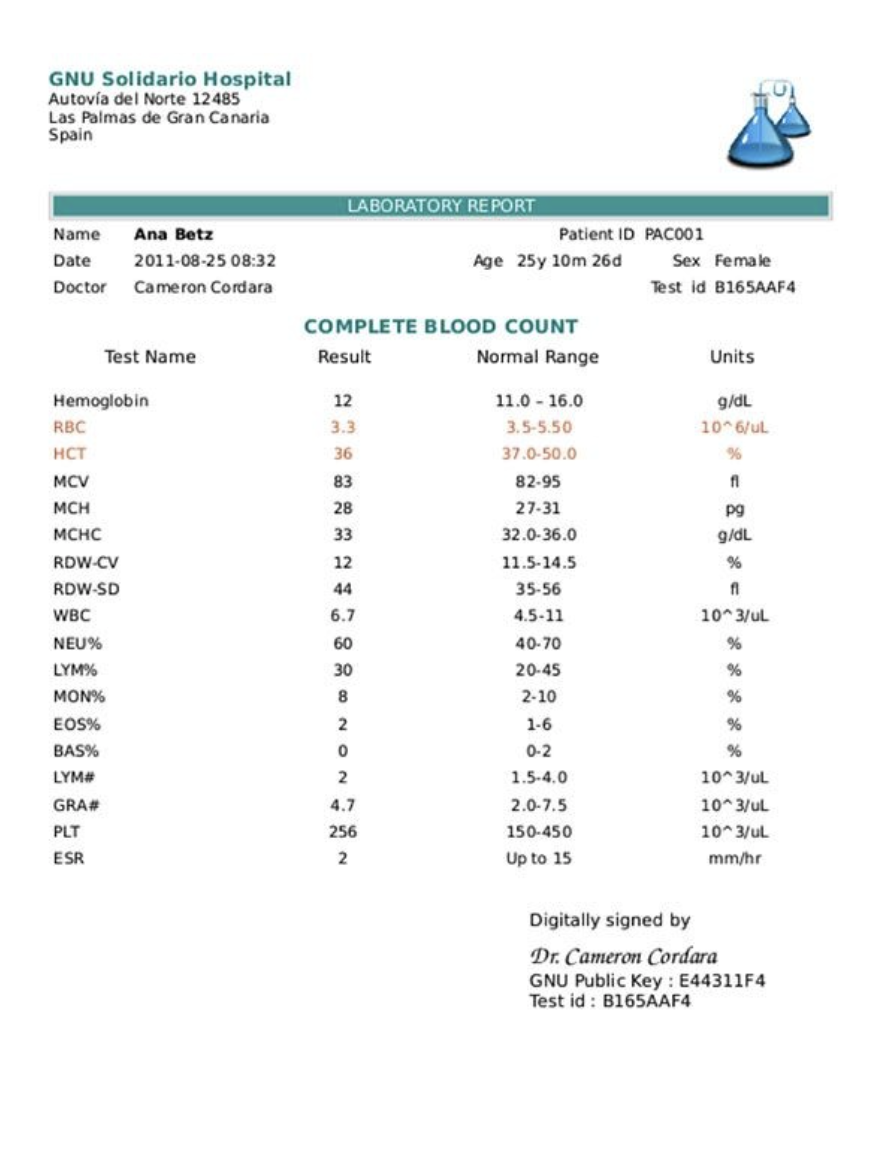 GNU Solidario Hospital
Autovía del Norte 12485
Las Palmas de Gran Canaria
Spain
LABORATORY REPORT
Name Ana Betz Patient ID PAC001
Date 2011-08-25 08:32 Age 25y 10m 26d Sex Female
Doctor Cameron Cordara Test id B165AAF4
COMPLETE BLOOD COUNT
Test Name Result Normal Range Units
Hemoglobin 12 11.0 – 16.0 g/dL
RBC 3.3 3.5-5.50 10^6/uL
HCT 36 37.0-50.0 %
MCV 83 82-95 fl
MCH 28 27-31 pg
MCHC 33 32.0-36.0 g/dL
RDW-CV 12 11.5-14.5 %
RDW-SD 44 35-56 fl
WBC 6.7 4.5-11 10^3/uL
NEU% 60 40-70 %
LYM% 30 20-45 %
MON% 8 2-10 %
EOS% 2 1-6 %
BAS% 0 0-2 %
LYM# 2 1.5-4.0 10^3/uL
GRA# 4.7 2.0-7.5 10^3/uL
PLT 256 150-450 10^3/uL
ESR 2 Up to 15 mm/hr
Digitally signed by
Dr. Cameron Cordara
GNU Public Key : E44311F4
Test id : B165AAF4